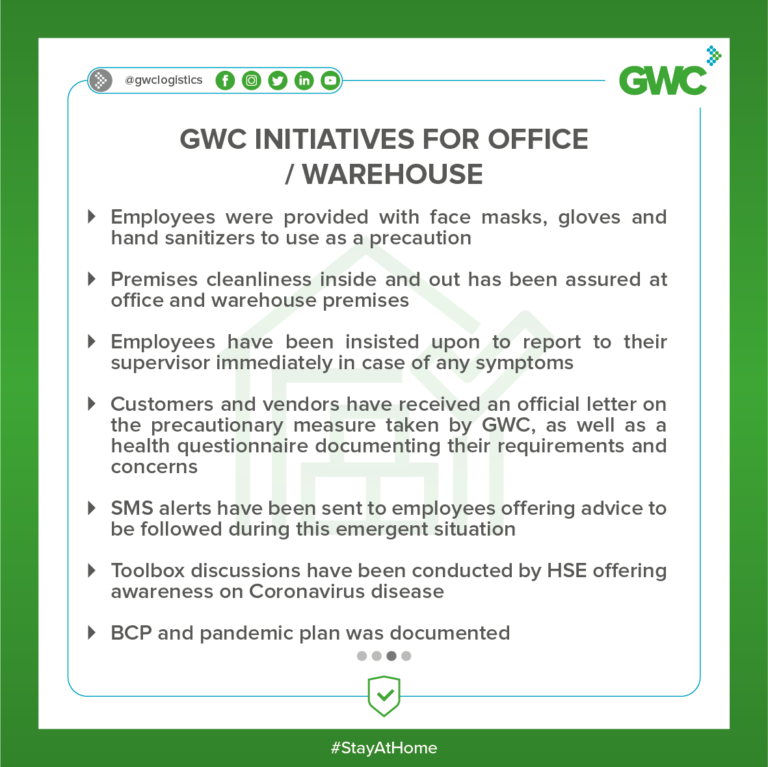 @gwclogistics
GWC
GWC INITIATIVES FOR OFFICE
/ WAREHOUSE
Employees were provided with face masks, gloves and
hand sanitizers to use as a precaution
Premises cleanliness inside and out has been assured at
office and warehouse premises
Employees have been insisted upon to report to their
supervisor immediately in case of any symptoms
Customers and vendors have received an official letter on
the precautionary measure taken by GWC, as well as a
health questionnaire documenting their requirements and
concerns
SMS alerts have been sent to employees offering advice to
be followed during this emergent situation
Toolbox discussions have been conducted by HSE offering
awareness on Coronavirus disease
BCP and pandemic plan was documented
#StayAtHome